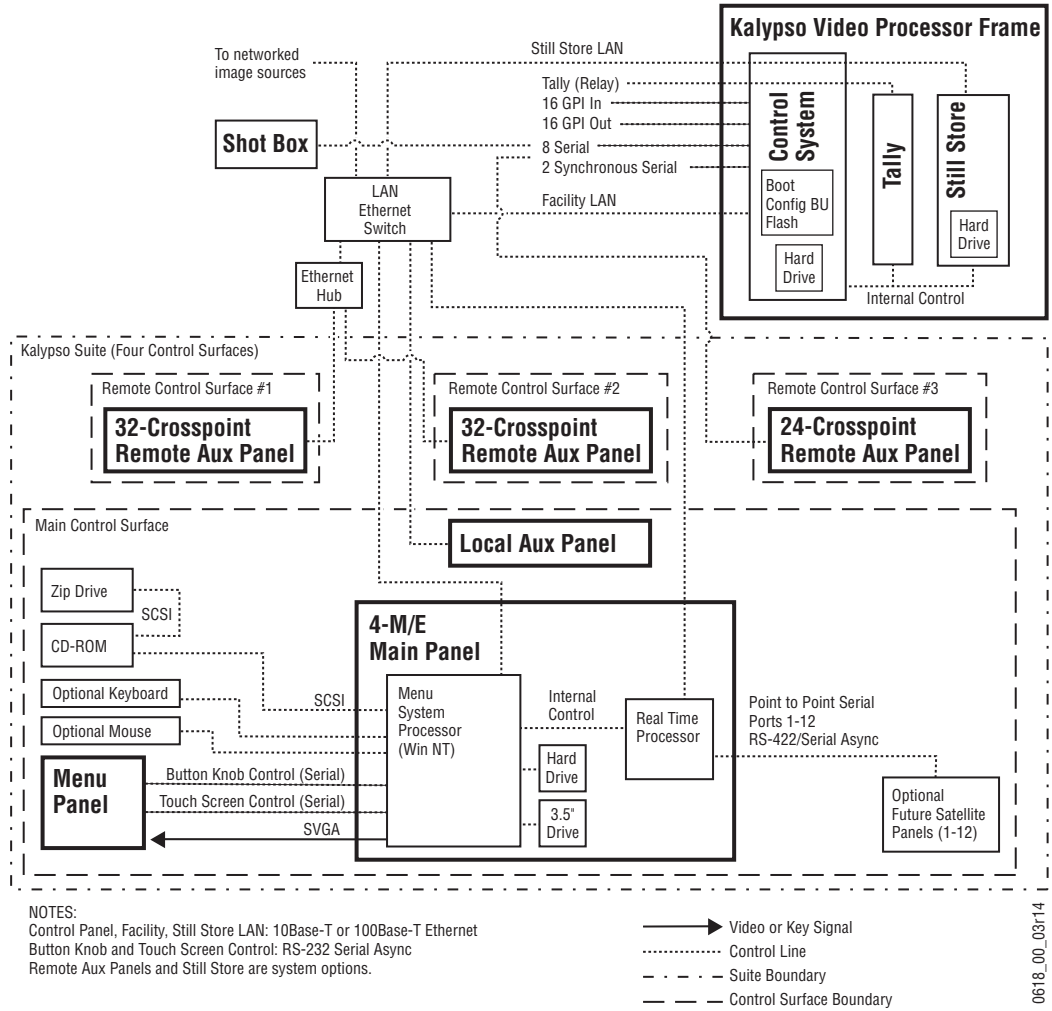 Kalypso Video Processor Frame
To networked
image sources
Still Store LAN
Tally (Relay)
16 GPI In
16 GPI Out
8 Serial
2 Synchronous Serial
Shot Box
Control
System
Tally
Still Store
LAN
Ethernet
Switch
Facility LAN
Boot
Config BU
Flash
Hard
Drive
Hard
Drive
Ethernet
Hub
Internal Control
Kalypso Suite (Four Control Surfaces)
Remote Control Surface #1
32-Crosspoint
Remote Aux Panel
Remote Control Surface #2
32-Crosspoint
Remote Aux Panel
Remote Control Surface #3
24-Crosspoint
Remote Aux Panel
Main Control Surface
Local Aux Panel
Zip Drive
SCSI
CD-ROM
Optional Keyboard
Optional Mouse
SCSI
4-M/E
Main Panel
Menu
System
Processor
(Win NT)
Internal
Control
Real Time
Processor
Point to Point Serial
Ports 1-12
RS-422/Serial Async
Hard
Drive
3.5"
Drive
Menu
Panel
Button Knob Control (Serial)
Touch Screen Control (Serial)
SVGA
Optional
Future Satellite
Panels (1-12)
NOTES:
Control Panel, Facility, Still Store LAN: 10Base-T or 100Base-T Ethernet
Button Knob and Touch Screen Control: RS-232 Serial Async
Remote Aux Panels and Still Store are system options.
Video or Key Signal
Control Line
Suite Boundary
Control Surface Boundary
0618_00_03r14